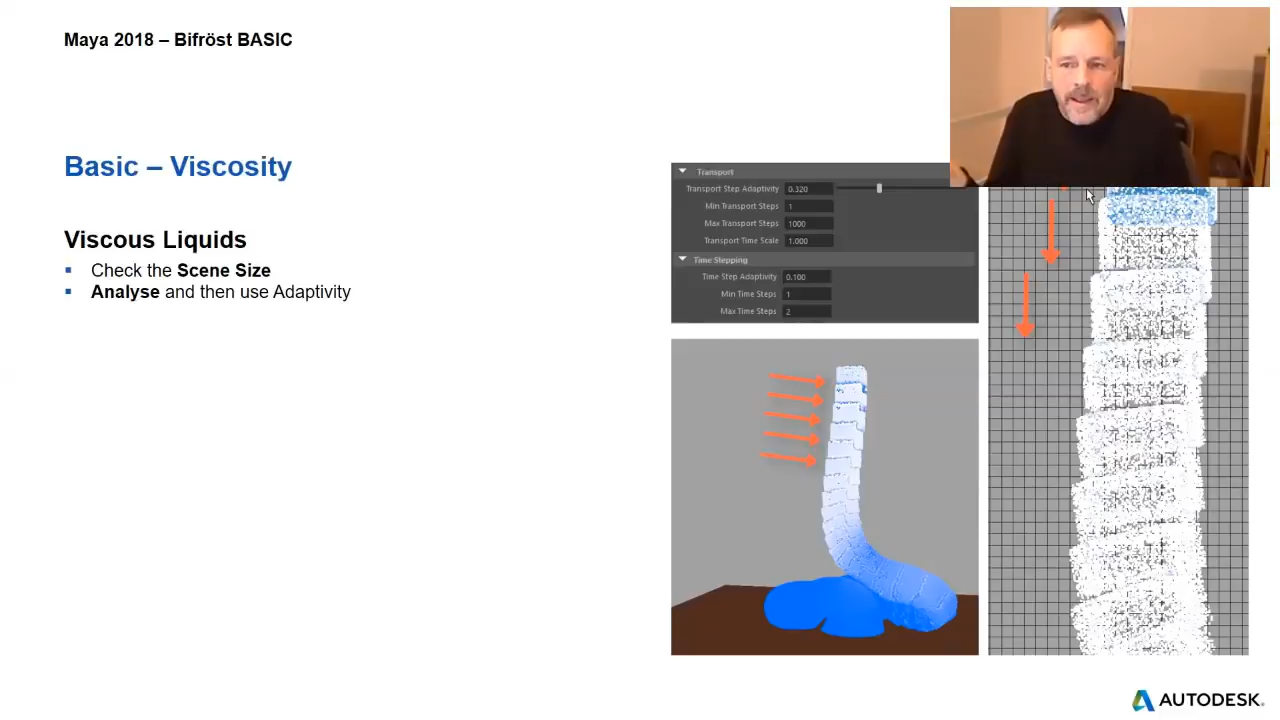 Maya 2018 – Bifröst BASIC
Basic – Viscosity
Viscous Liquids
▪ Check the Scene Size
▪ Analyse and then use Adaptivity
Transport
Transport Step Adaptivity 0.320
Min Transport Steps 1
Max Transport Steps 1000
Transport Time Scale 1.000
Time Stepping
Time Step Adaptivity 0.100
Min Time Steps 1
Max Time Steps 2
AUTODESK.